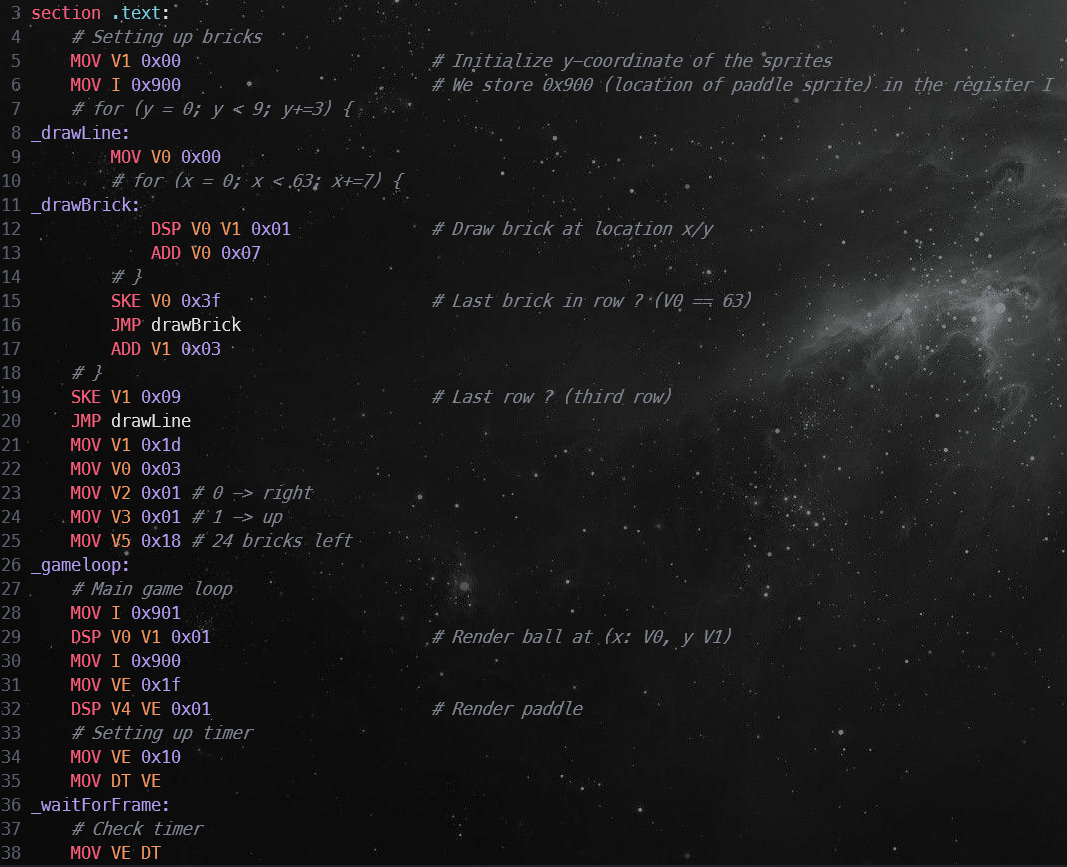 3 section .text:
4 # Setting up bricks
5 MOV V1 0x00 # Initialize y-coordinate of the sprites
6 MOV I 0x900 # We store 0x900 (location of paddle sprite) in the register I
7 # for (y = 0; y < 9; y+=3) {
8 _drawLine:
9 MOV V0 0x00
10 # for (x = 0; x < 63; x+=7) {
11 _drawBrick:
12 DSP V0 V1 0x01 # Draw brick at location x/y
13 ADD V0 0x07
14 # }
15 SKE V0 0x3f # Last brick in row ? (V0 == 63)
16 JMP drawBrick
17 ADD V1 0x03
18 # }
19 SKE V1 0x09 # Last row ? (third row)
20 JMP drawLine
21 MOV V1 0x1d
22 MOV V0 0x03
23 MOV V2 0x01 # 0 -> right
24 MOV V3 0x01 # 1 -> up
25 MOV V5 0x18 # 24 bricks left
26 _gameloop:
27 # Main game loop
28 MOV I 0x901
29 DSP V0 V1 0x01 # Render ball at (x: V0, y V1)
30 MOV I 0x900
31 MOV VE 0x1f
32 DSP V4 VE 0x01 # Render paddle
33 # Setting up timer
34 MOV VE 0x10
35 MOV DT VE
36 _waitForFrame:
37 # Check timer
38 MOV VE DT